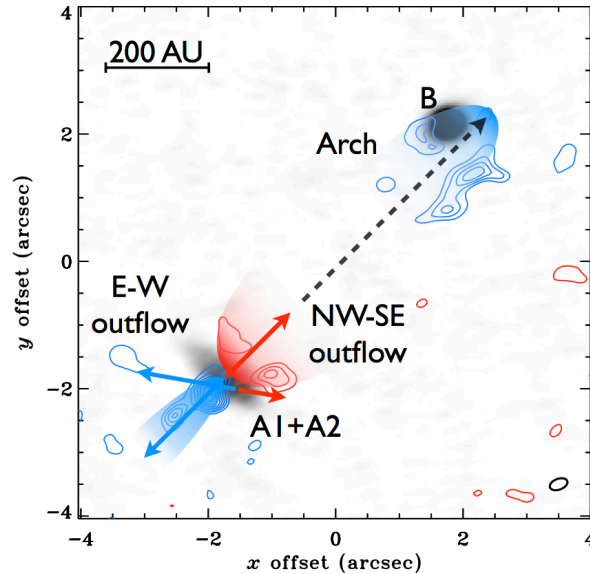 4
200 AU
B
2
Arch
y offset (arcsec)
0
E-W
outflow
NW-SE
outflow
-2
A1+A2
-4
-4 -2 0 2 4
x offset (arcsec)